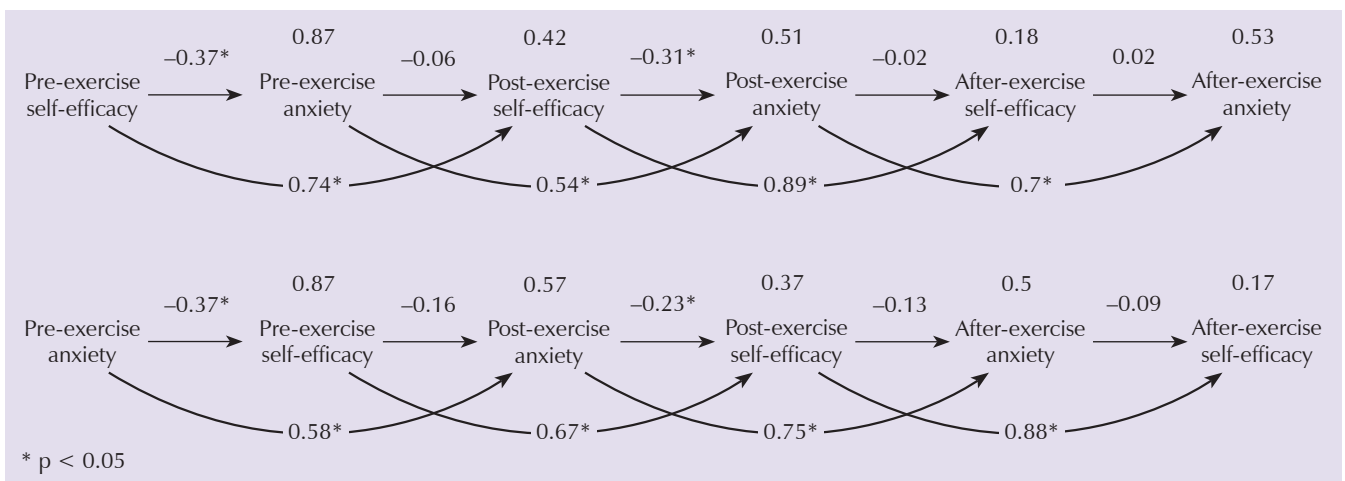 0.87 0.42 0.51 0.18 0.53
–0.37* –0.06 –0.31* –0.02 0.02
Pre-exercise Pre-exercise Post-exercise Post-exercise After-exercise After-exercise
self-efficacy anxiety self-efficacy anxiety self-efficacy anxiety
0.74* 0.54* 0.89* 0.7*
0.87 0.57 0.37 0.5 0.17
–0.37* –0.16 –0.23* –0.13 –0.09
Pre-exercise Pre-exercise Post-exercise Post-exercise After-exercise After-exercise
anxiety self-efficacy anxiety self-efficacy anxiety self-efficacy
0.58* 0.67* 0.75* 0.88*
* p < 0.05